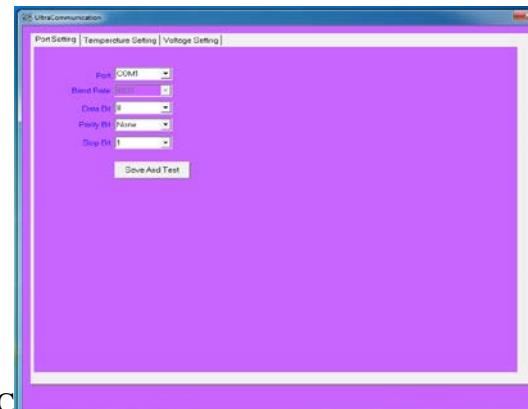 UltraCommunication
Port Setting Temperature Setting Voltage Setting
Port COM1
Band Rate
Data Bit 8
Parity Bit None
Stop Bit 1
Save And Test
C